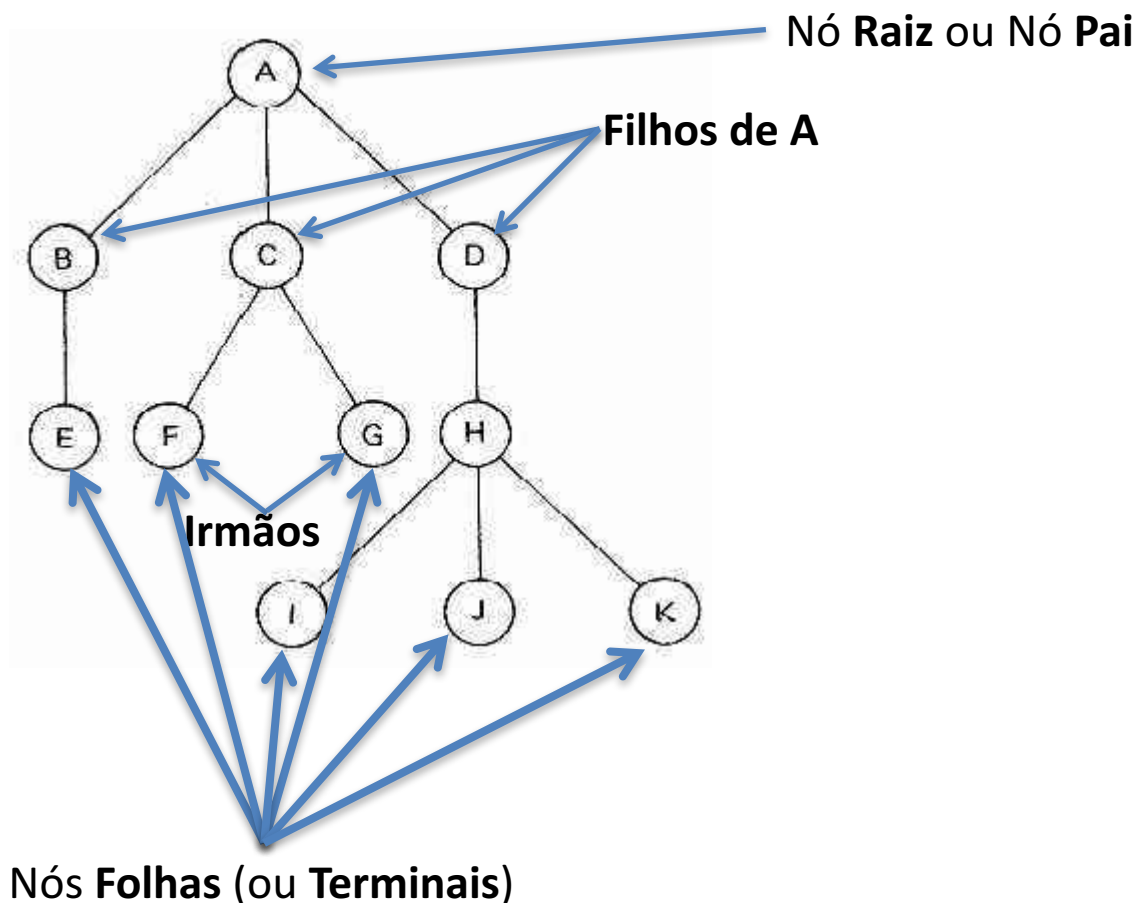 Nó Raiz ou Nó Pai
A
Filhos de A
B C D
E F G H
Irmãos
I J K
Nós Folhas (ou Terminais)